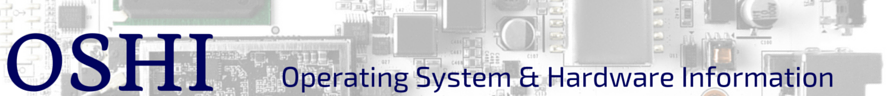 OSHI
Operating System & Hardware Information